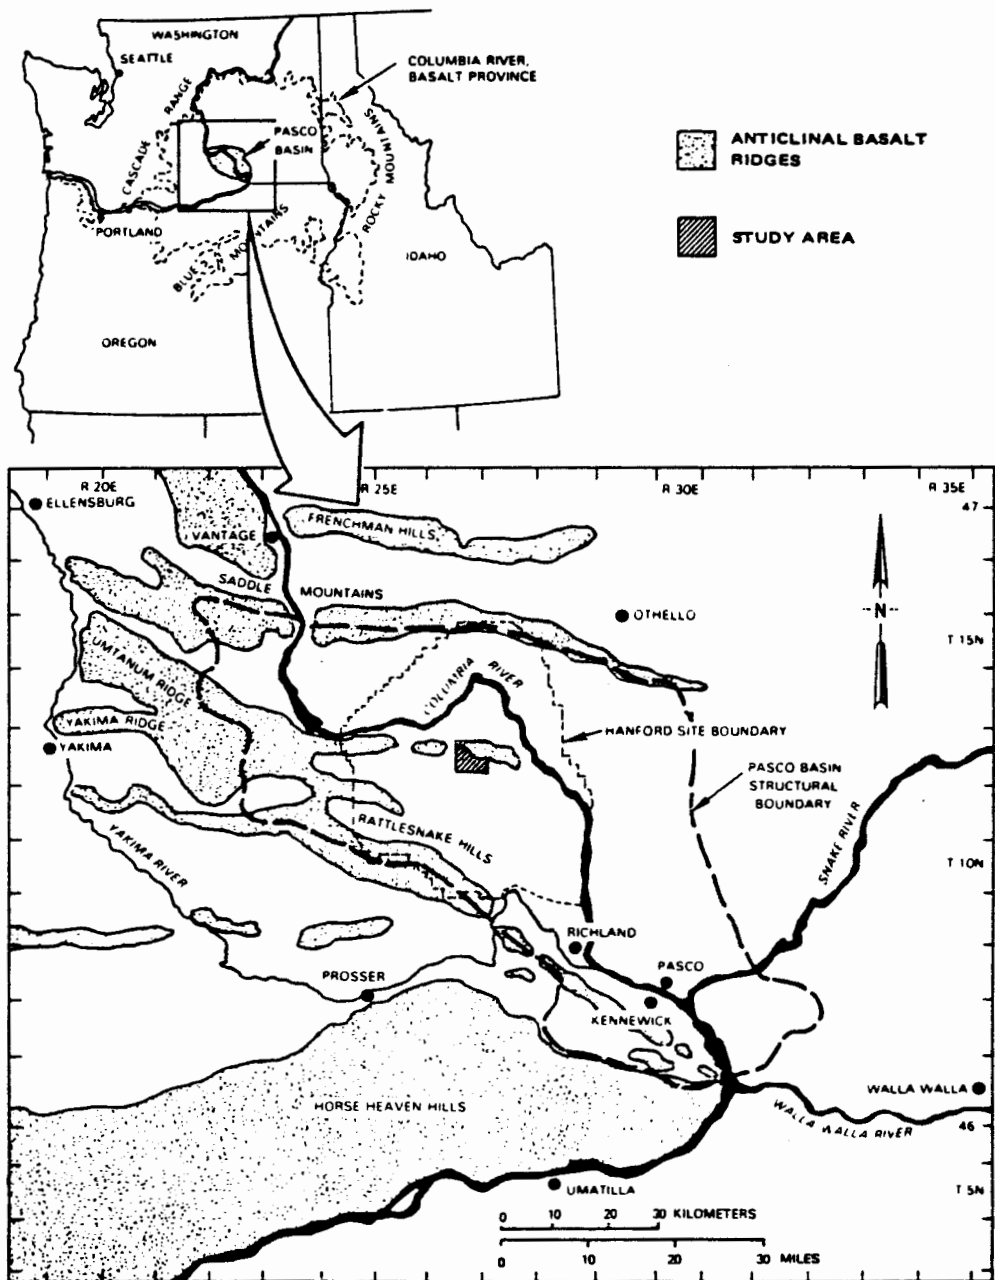 WASHINGTON
SEATTLE
COLUMBIA RIVER,
BASALT PROVINCE
CASCADE RANGE
PASCO
BASIN
ROCKY MOUNTAINS
PORTLAND
BLUE MOUNTAINS
IDAHO
OREGON
ANTICLINAL BASALT
RIDGES
STUDY AREA
R 20E
R 25E
R 30E
R 35E
ELLENSBURG
47
VANTAGE
FRENCHMAN HILLS
SADDLE MOUNTAINS
OTHELLO
N
T 15N
UMTANUM RIDGE
COLUMBIA RIVER
YAKIMA RIDGE
YAKIMA
HANFORD SITE BOUNDARY
PASCO BASIN
STRUCTURAL
BOUNDARY
RATTLESNAKE HILLS
YAKIMA RIVER
SNAKE RIVER
T 10N
RICHLAND
PROSSER
PASCO
KENNEWICK
WALLA WALLA
HORSE HEAVEN HILLS
WALLA WALLA RIVER
46
UMATILLA
T 5N
0 10 20 30 KILOMETERS
0 10 20 30 MILES